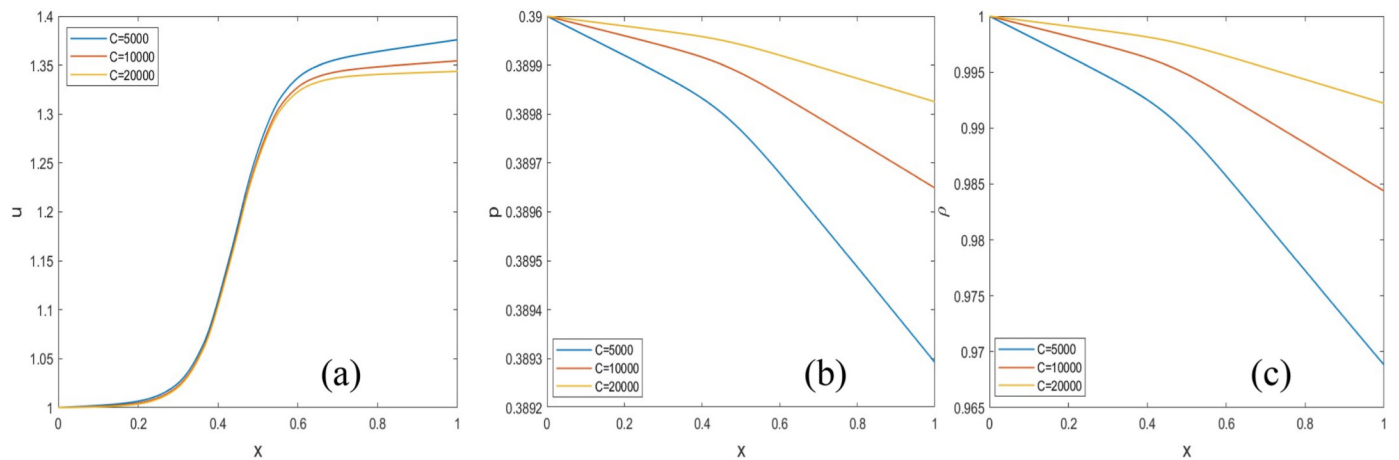 1.4
1.35
1.3
1.25
1.2
1.15
1.1
1.05
1
u
C=5000
C=10000
C=20000
(a)
0 0.2 0.4 0.6 0.8 1
x
0.39
0.3899
0.3898
0.3897
0.3896
0.3895
0.3894
0.3893
0.3892
p
C=5000
C=10000
C=20000
(b)
0 0.2 0.4 0.6 0.8 1
x
1
0.995
0.99
0.985
0.98
0.975
0.97
0.965
ρ
C=5000
C=10000
C=20000
(c)
0 0.2 0.4 0.6 0.8 1
x